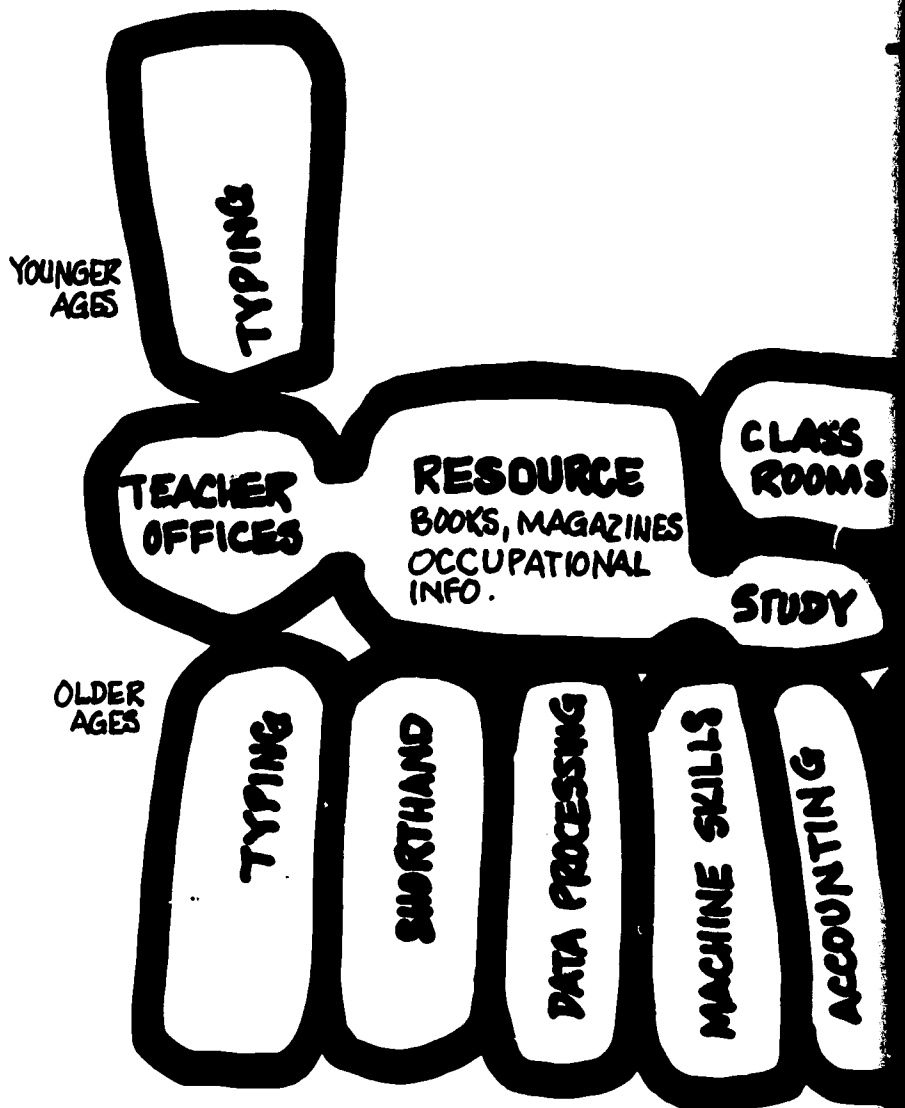 TYPING
YOUNGER
AGES
TEACHER
OFFICES
RESOURCE
BOOKS, MAGAZINES
OCCUPATIONAL
INFO.
CLASS
ROOMS
STUDY
OLDER
AGES
TYPING
SHORTHAND
DATA PROCESSING
MACHINE SKILLS
ACCOUNTING